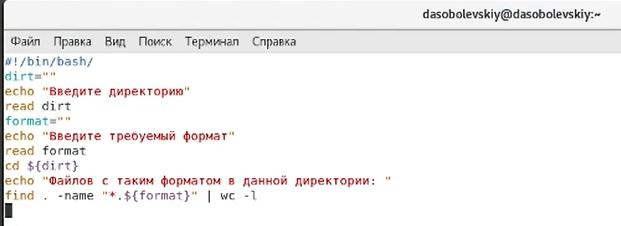 dasobolevskiy@dasobolevskiy:~
Файл Правка Вид Поиск Терминал Справка
#!/bin/bash/
dirt=""
echo "Введите директорию"
read dirt
format=""
echo "Введите требуемый формат"
read format
cd ${dirt}
echo "Файлов с таким форматом в данной директории: "
find . -name "*.${format}" | wc -l